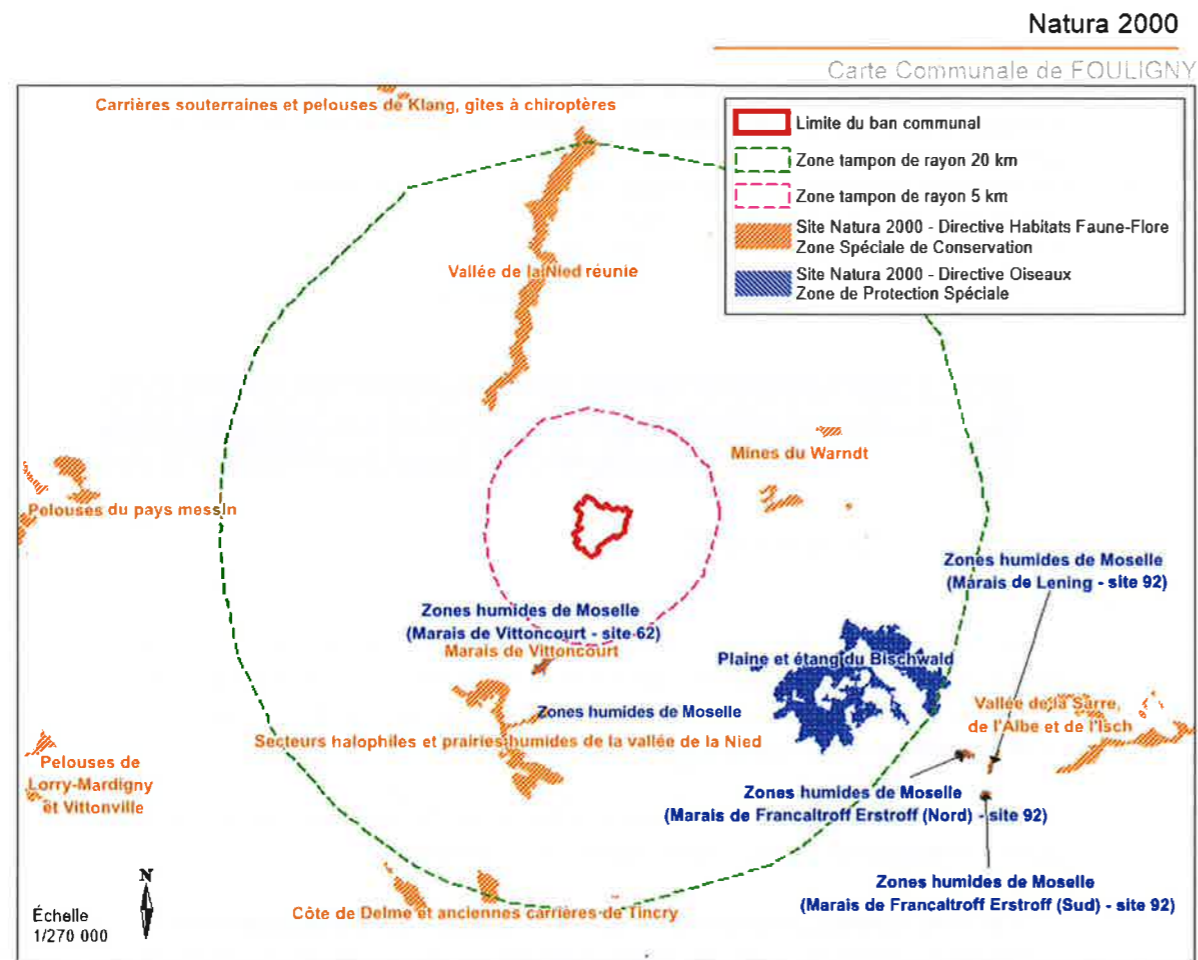 Natura 2000
Carte Communale de FOULIGNY
Carrières souterraines et pelouses de Klang, gîtes à chiroptères
Limite du ban communal
Zone tampon de rayon 20 km
Zone tampon de rayon 5 km
Site Natura 2000 - Directive Habitats Faune-Flore
Zone Spéciale de Conservation
Site Natura 2000 - Directive Oiseaux
Zone de Protection Spéciale
Vallée de la Nied réunie
Mines du Warndt
Pelouses du pays messin
Zones humides de Moselle
(Marais de Lening - site 92)
Zones humides de Moselle
(Marais de Vittoncourt - site 62)
Marais de Vittoncourt
Plaine et étang du Bischwald
Zones humides de Moselle
Vallée de la Sarre,
de l'Albe et de l'Isch
Secteurs halophiles et prairies humides de la vallée de la Nied
Pelouses de
Lorry-Mardigny
et Vittonville
Zones humides de Moselle
(Marais de Francaltroff Erstroff (Nord) - site 92)
Zones humides de Moselle
(Marais de Francaltroff Erstroff (Sud) - site 92)
Côte de Delme et anciennes carrières de Tincry
N
Échelle
1/270 000